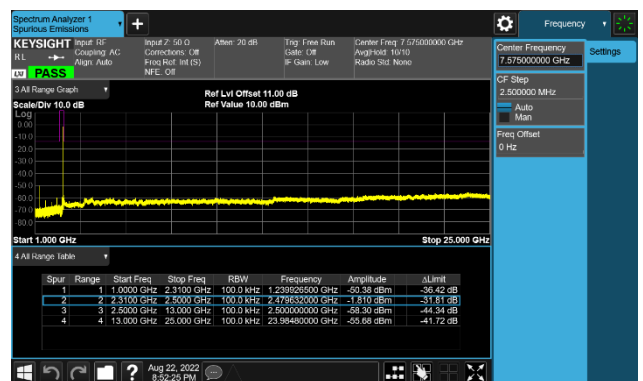 Spectrum Analyzer 1
Spurious Emissions
Frequency
KEYSIGHT
Input: RF
Input Z: 50 Ω
Atten: 20 dB
Trig: Free Run
Center Freq: 7.575000000 GHz
RL
Coupling: AC
Corrections: Off
Gate: Off
Avg|Hold: 10/10
Align: Auto
Freq Ref: Int (S)
IF Gain: Low
Radio Std: None
LXI PASS
NFE: Off
Center Frequency
7.575000000 GHz
Settings
CF Step
2.500000 MHz
Auto
Man
Freq Offset
0 Hz
3 All Range Graph
Ref Lvl Offset 11.00 dB
Scale/Div 10.0 dB
Ref Value 10.00 dBm
Log
0.00
-10.0
-20.0
-30.0
-40.0
-50.0
-60.0
-70.0
-80.0
Start 1.000 GHz
Stop 25.000 GHz
4 All Range Table
Spur Range Start Freq Stop Freq RBW Frequency Amplitude ΔLimit
1 1 1.0000 GHz 2.3100 GHz 100.0 kHz 1.239926500 GHz -50.38 dBm -36.42 dB
2 2 2.3100 GHz 2.5000 GHz 100.0 kHz 2.479632000 GHz -1.810 dBm -31.81 dB
3 3 2.5000 GHz 13.000 GHz 100.0 kHz 2.500000000 GHz -58.30 dBm -44.34 dB
4 4 13.000 GHz 25.000 GHz 100.0 kHz 23.98480000 GHz -55.68 dBm -41.72 dB
Aug 22, 2022
8:52:25 PM